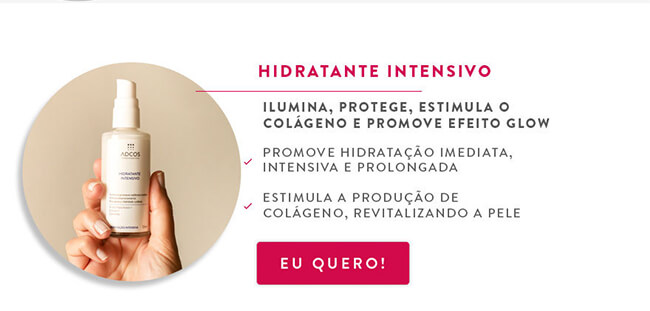 HIDRATANTE INTENSIVO
ILUMINA, PROTEGE, ESTIMULA O
COLÁGENO E PROMOVE EFEITO GLOW
PROMOVE HIDRATAÇÃO IMEDIATA,
INTENSIVA E PROLONGADA
ESTIMULA A PRODUÇÃO DE
COLÁGENO, REVITALIZANDO A PELE
EU QUERO!
ADCOS
HIDRATANTE
INTENSIVO